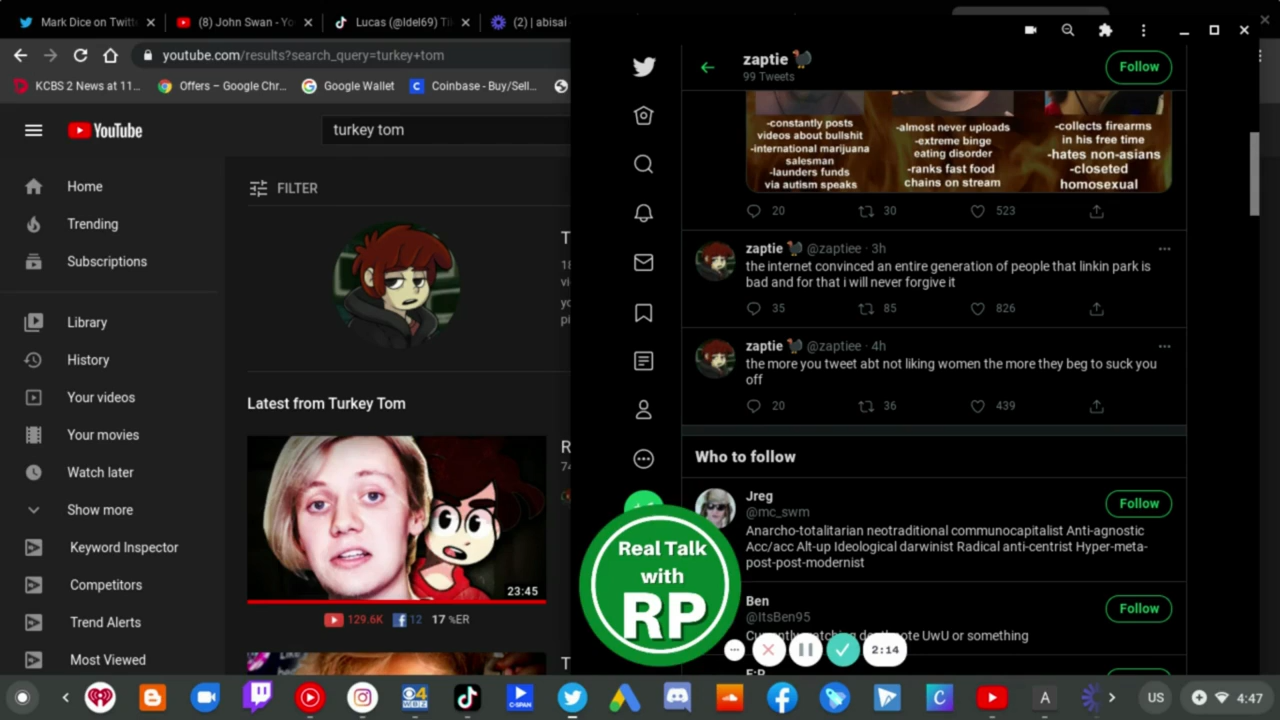 Mark Dice on Twitt
(8) John Swan - Yo
Lucas (@Idel69) Ti
(2) | abisai
youtube.com/results?search_query=turkey+tom
KCBS 2 News at 11...
Offers – Google Chr...
Google Wallet
Coinbase - Buy/Sell...
YouTube
turkey tom
Home
Trending
Subscriptions
Library
History
Your videos
Your movies
Watch later
Show more
Keyword Inspector
Competitors
Trend Alerts
Most Viewed
FILTER
Latest from Turkey Tom
23:45
129.6K
12
17 %ER
zaptie
99 Tweets
Follow
-constantly posts
videos about bullshit
-international marijuana
salesman
-launders funds
via autism speaks
-almost never uploads
-extreme binge
eating disorder
-ranks fast food
chains on stream
-collects firearms
in his free time
-hates non-asians
-closeted
homosexual
20
30
523
zaptie @zaptiee · 3h
the internet convinced an entire generation of people that linkin park is
bad and for that i will never forgive it
35
85
826
zaptie @zaptiee · 4h
the more you tweet abt not liking women the more they beg to suck you
off
20
36
439
Who to follow
Jreg
@mc_swm
Follow
Anarcho-totalitarian neotraditional communocapitalist Anti-agnostic
Acc/acc Alt-up Ideological darwinist Radical anti-centrist Hyper-meta-
post-post-modernist
Ben
@ItsBen95
Follow
Currently watching deathnote UwU or something
Real Talk
with
RP
2:14
US
4:47